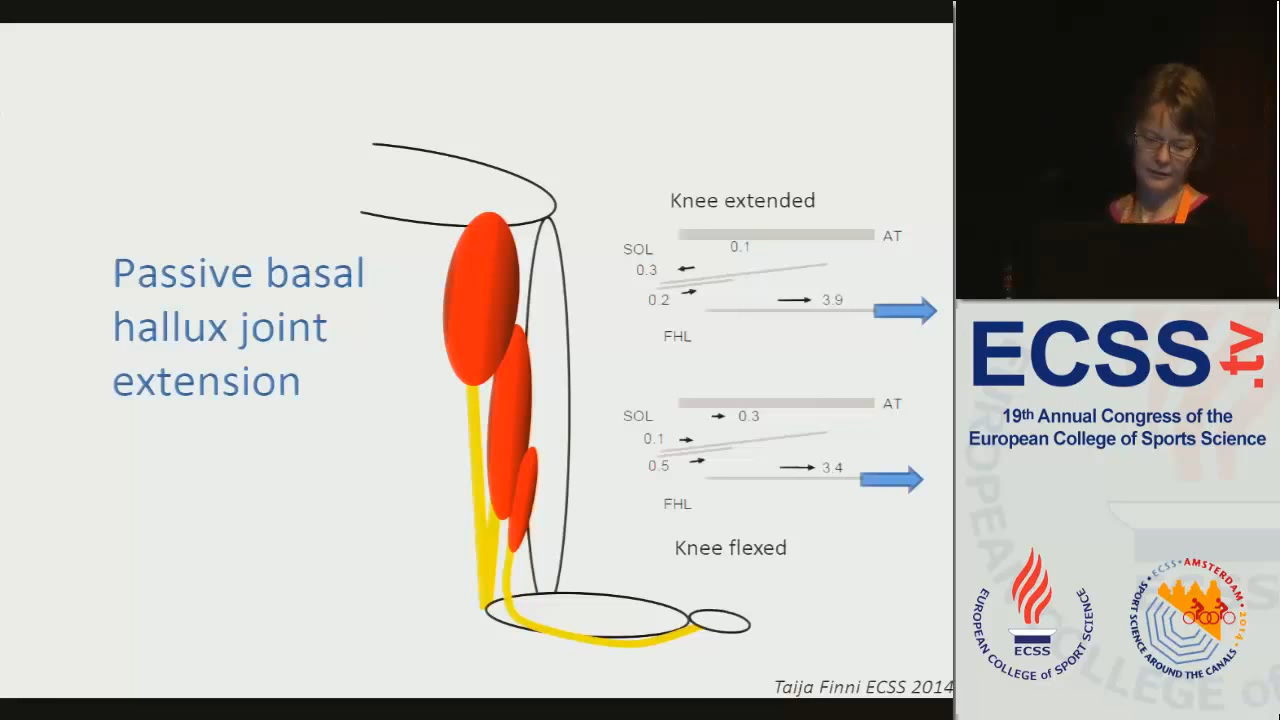 Passive basal
hallux joint
extension
Knee extended
AT
SOL
0.1
0.3
0.2
3.9
FHL
AT
SOL
0.3
0.1
0.5
3.4
FHL
Knee flexed
Taija Finni ECSS 2014
ECSS.tv
19th Annual Congress of the
European College of Sports Science
EUROPEAN COLLEGE of SPORT SCIENCE
ECSS
ECSS - AMSTERDAM 2014
SPORT SCIENCE AROUND THE CANALS